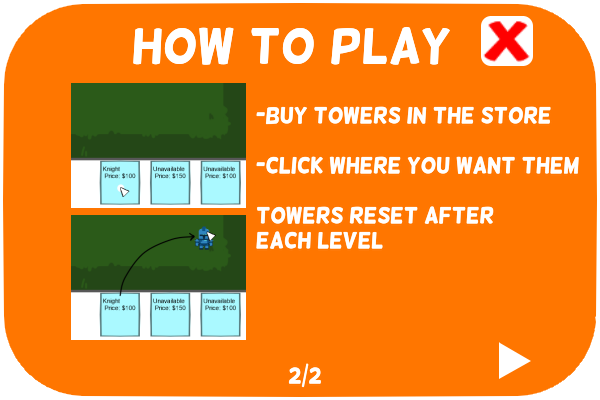 HOW TO PLAY
Knight
Price: $100
Unavailable
Price: $150
Unavailable
Price: $100
-BUY TOWERS IN THE STORE
-CLICK WHERE YOU WANT THEM
Knight
Price: $100
Unavailable
Price: $150
Unavailable
Price: $100
TOWERS RESET AFTER
EACH LEVEL
2/2